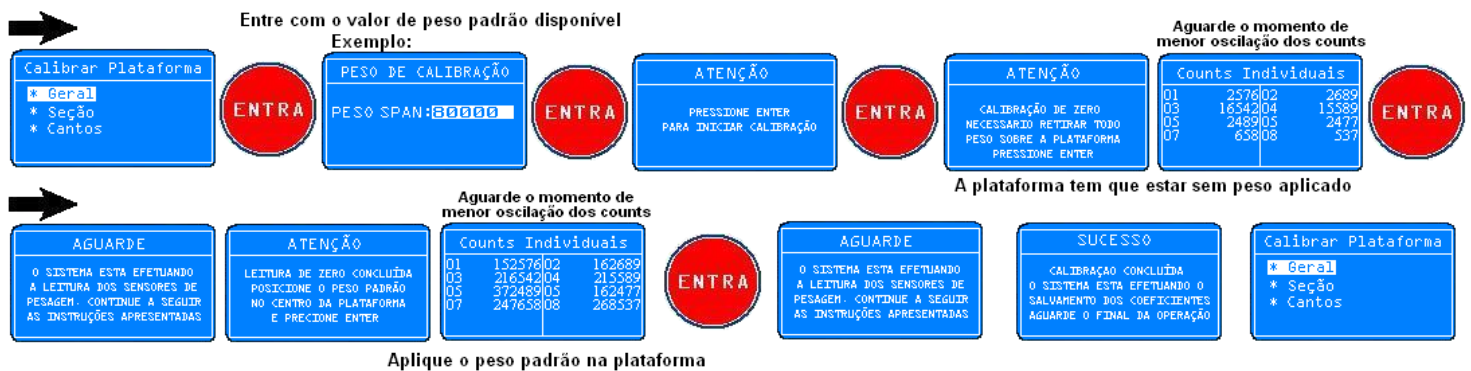 Entre com o valor de peso padrão disponível
Exemplo:
Aguarde o momento de
menor oscilação dos counts
Calibrar Plataforma
* Geral
* Seção
* Cantos
ENTRA
PESO DE CALIBRAÇÃO
PESO SPAN:80000
ENTRA
ATENÇÃO
PRESSIONE ENTER
PARA INICIAR CALIBRAÇÃO
ENTRA
ATENÇÃO
CALIBRAÇÃO DE ZERO
NECESSARIO RETIRAR TODO
PESO SOBRE A PLATAFORMA
PRESSIONE ENTER
Counts Individuais
01 2576 02 2689
03 16542 04 15589
05 2489 05 2477
07 658 08 537
ENTRA
A plataforma tem que estar sem peso aplicado
Aguarde o momento de
menor oscilação dos counts
AGUARDE
O SISTEMA ESTA EFETUANDO
A LEITURA DOS SENSORES DE
PESAGEM. CONTINUE A SEGUIR
AS INSTRUÇÕES APRESENTADAS
ATENÇÃO
LEITURA DE ZERO CONCLUÍDA
POSICIONE O PESO PADRÃO
NO CENTRO DA PLATAFORMA
E PRECIONE ENTER
Counts Individuais
01 152576 02 162689
03 216542 04 215589
05 372489 05 162477
07 247658 08 268537
ENTRA
AGUARDE
O SISTEMA ESTA EFETUANDO
A LEITURA DOS SENSORES DE
PESAGEM. CONTINUE A SEGUIR
AS INSTRUÇÕES APRESENTADAS
SUCESSO
CALIBRAÇAO CONCLUÍDA
O SISTEMA ESTA EFETUANDO O
SALVAMENTO DOS COEFICIENTES
AGUARDE O FINAL DA OPERAÇÃO
Calibrar Plataforma
* Geral
* Seção
* Cantos
Aplique o peso padrão na plataforma